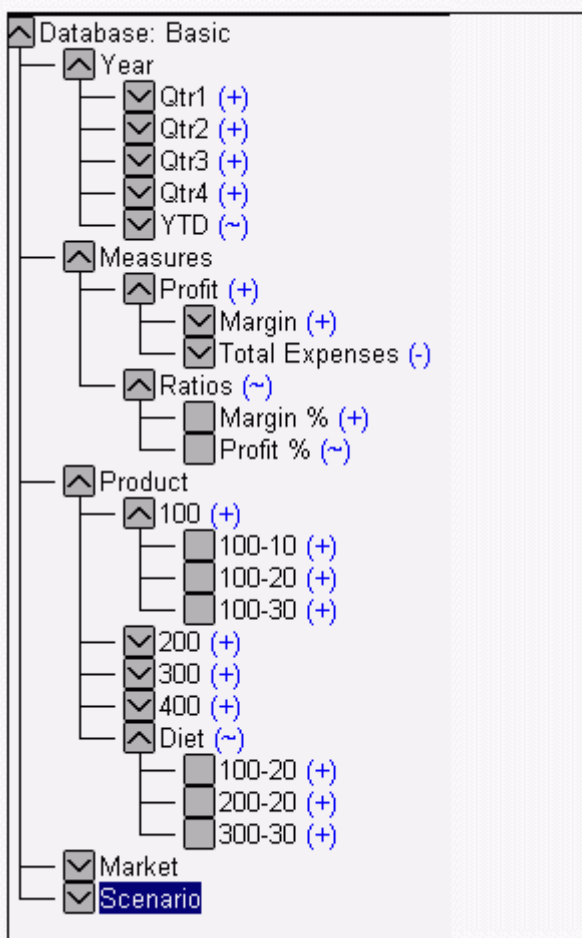 Database: Basic
Year
Qtr1 (+)
Qtr2 (+)
Qtr3 (+)
Qtr4 (+)
YTD (~)
Measures
Profit (+)
Margin (+)
Total Expenses (-)
Ratios (~)
Margin % (+)
Profit % (~)
Product
100 (+)
100-10 (+)
100-20 (+)
100-30 (+)
200 (+)
300 (+)
400 (+)
Diet (~)
100-20 (+)
200-20 (+)
300-30 (+)
Market
Scenario